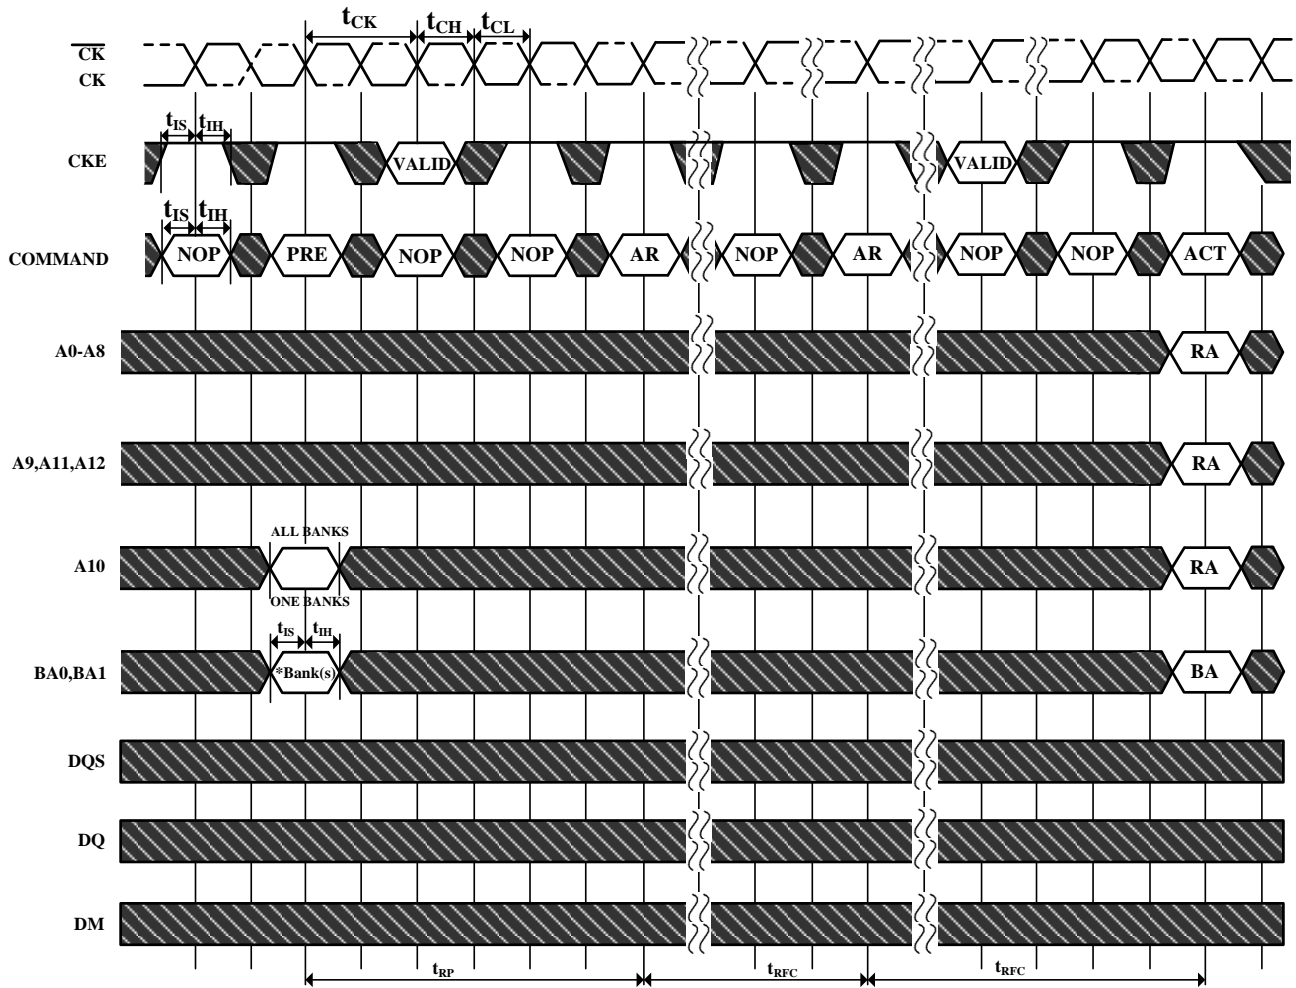 tCK tCH tCL
CK
CK
tIS tIH
CKE VALID VALID
tIS tIH
COMMAND NOP PRE NOP NOP AR NOP AR NOP NOP ACT
A0-A8 RA
A9,A11,A12 RA
ALL BANKS
A10 RA
ONE BANKS
tIS tIH
BA0,BA1 *Bank(s) BA
DQS
DQ
DM
tRP tRFC tRFC